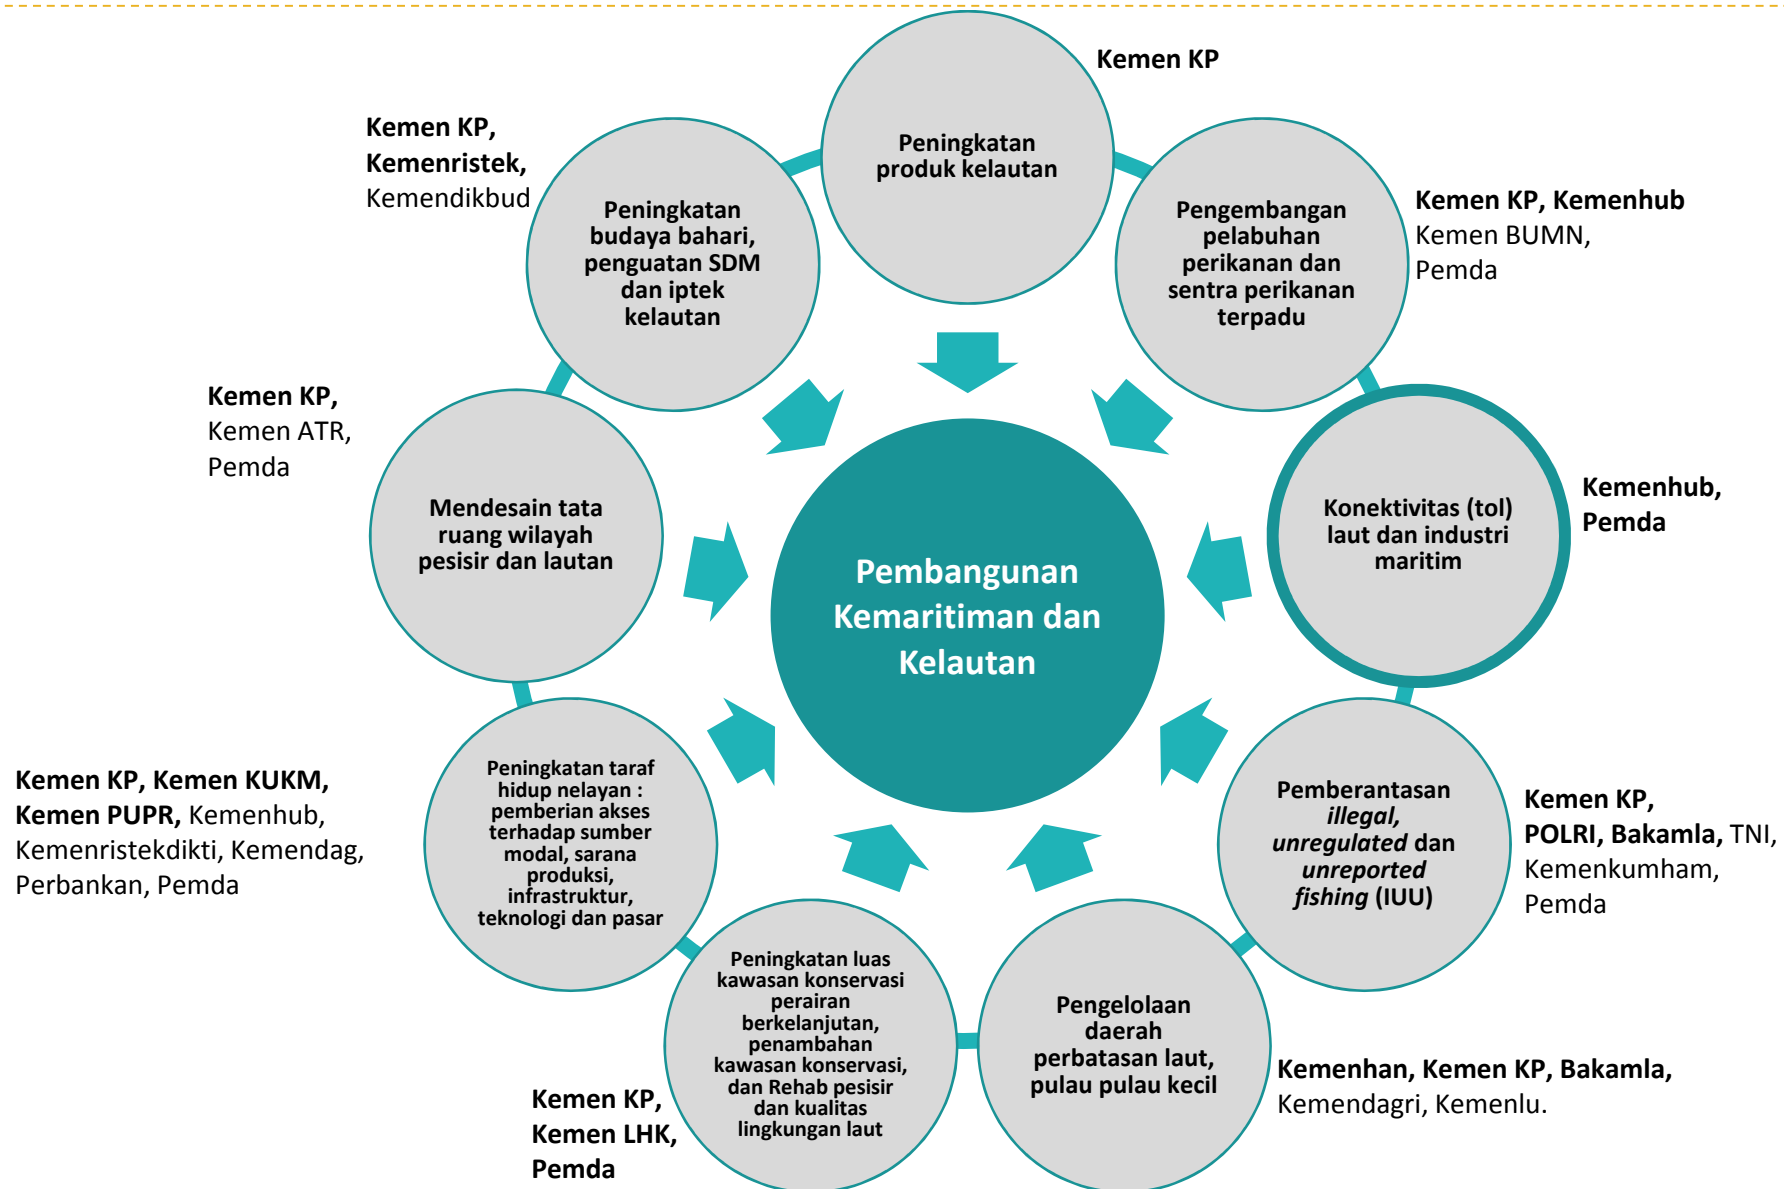 Kemen KP
Peningkatan
produk kelautan
Kemen KP, Kemenhub
Kemen BUMN,
Pemda
Pengembangan
pelabuhan
perikanan dan
sentra perikanan
terpadu
Kemenhub,
Pemda
Konektivitas (tol)
laut dan industri
maritim
Kemen KP,
POLRI, Bakamla, TNI,
Kemenkumham,
Pemda
Pemberantasan
illegal,
unregulated dan
unreported
fishing (IUU)
Kemenhan, Kemen KP, Bakamla,
Kemendagri, Kemenlu.
Pengelolaan
daerah
perbatasan laut,
pulau pulau kecil
Kemen KP,
Kemen LHK,
Pemda
Peningkatan luas
kawasan konservasi
perairan
berkelanjutan,
penambahan
kawasan konservasi,
dan Rehab pesisir
dan kualitas
lingkungan laut
Kemen KP, Kemen KUKM,
Kemen PUPR, Kemenhub,
Kemenristekdikti, Kemendag,
Perbankan, Pemda
Peningkatan taraf
hidup nelayan :
pemberian akses
terhadap sumber
modal, sarana
produksi,
infrastruktur,
teknologi dan pasar
Kemen KP,
Kemen ATR,
Pemda
Mendesain tata
ruang wilayah
pesisir dan lautan
Kemen KP,
Kemenristek,
Kemendikbud
Peningkatan
budaya bahari,
penguatan SDM
dan iptek
kelautan
Pembangunan
Kemaritiman dan
Kelautan